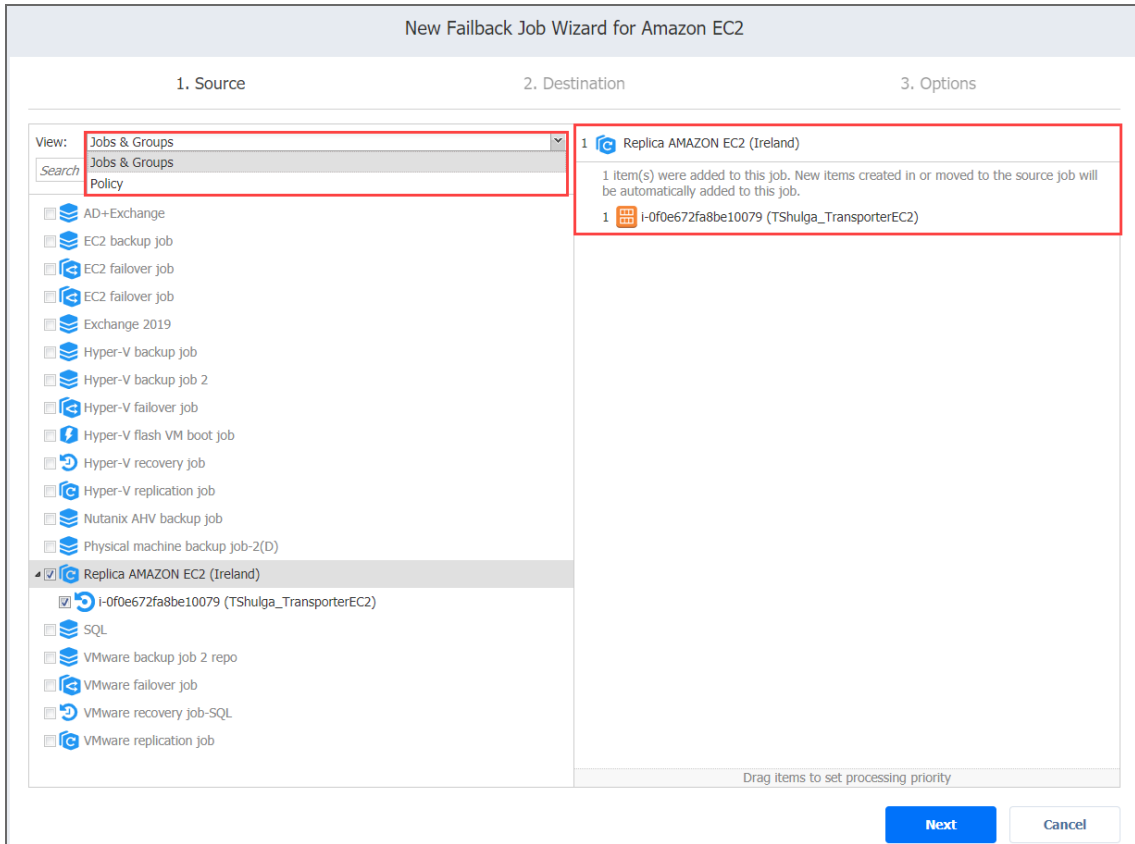 New Failback Job Wizard for Amazon EC2
1. Source
2. Destination
3. Options
View:
Jobs & Groups
Search
Jobs & Groups
Policy
AD+Exchange
EC2 backup job
EC2 failover job
EC2 failover job
Exchange 2019
Hyper-V backup job
Hyper-V backup job 2
Hyper-V failover job
Hyper-V flash VM boot job
Hyper-V recovery job
Hyper-V replication job
Nutanix AHV backup job
Physical machine backup job-2(D)
Replica AMAZON EC2 (Ireland)
i-0f0e672fa8be10079 (TShulga_TransporterEC2)
SQL
VMware backup job 2 repo
VMware failover job
VMware recovery job-SQL
VMware replication job
1 Replica AMAZON EC2 (Ireland)
1 item(s) were added to this job. New items created in or moved to the source job will
be automatically added to this job.
1 i-0f0e672fa8be10079 (TShulga_TransporterEC2)
Drag items to set processing priority
Next
Cancel